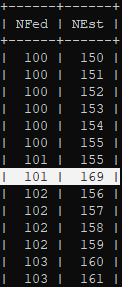 +------+------+
| NFed | NEst |
+------+------+
| 100 | 150 |
| 100 | 151 |
| 100 | 152 |
| 100 | 153 |
| 100 | 154 |
| 100 | 155 |
| 101 | 155 |
| 101 | 169 |
| 102 | 156 |
| 102 | 157 |
| 102 | 158 |
| 102 | 159 |
| 103 | 160 |
| 103 | 161 |